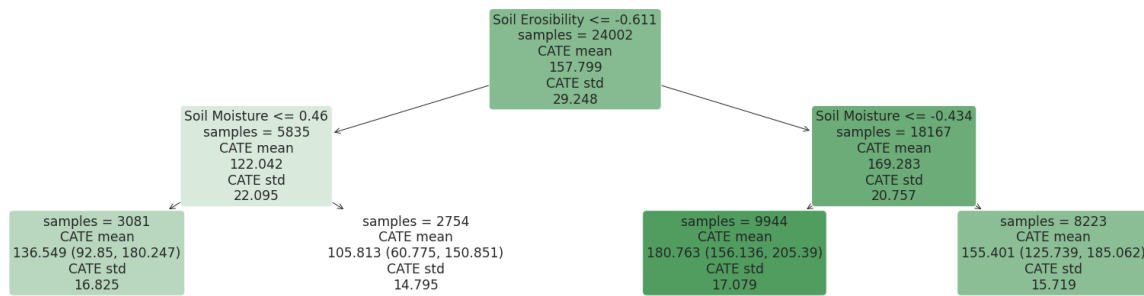 Soil Erosibility <= -0.611
samples = 24002
CATE mean
157.799
CATE std
29.248
Soil Moisture <= 0.46
samples = 5835
CATE mean
122.042
CATE std
22.095
Soil Moisture <= -0.434
samples = 18167
CATE mean
169.283
CATE std
20.757
samples = 3081
CATE mean
136.549 (92.85, 180.247)
CATE std
16.825
samples = 2754
CATE mean
105.813 (60.775, 150.851)
CATE std
14.795
samples = 9944
CATE mean
180.763 (156.136, 205.39)
CATE std
17.079
samples = 8223
CATE mean
155.401 (125.739, 185.062)
CATE std
15.719